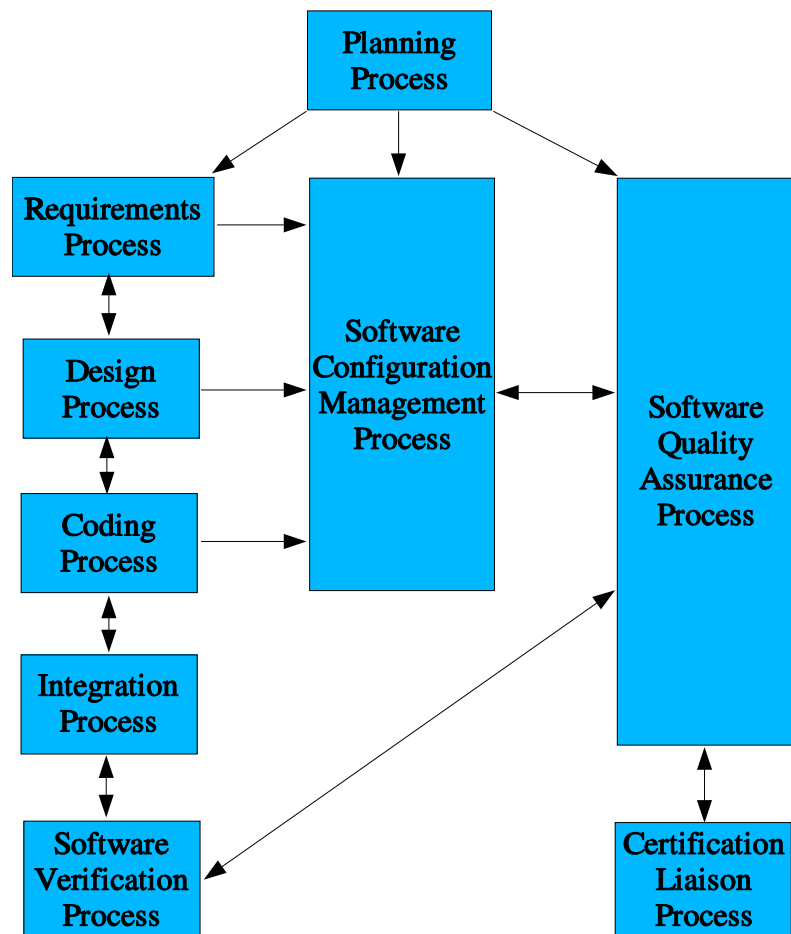 Planning
Process
Requirements
Process
Software
Configuration
Management
Process
Software
Quality
Assurance
Process
Design
Process
Coding
Process
Integration
Process
Software
Verification
Process
Certification
Liaison
Process